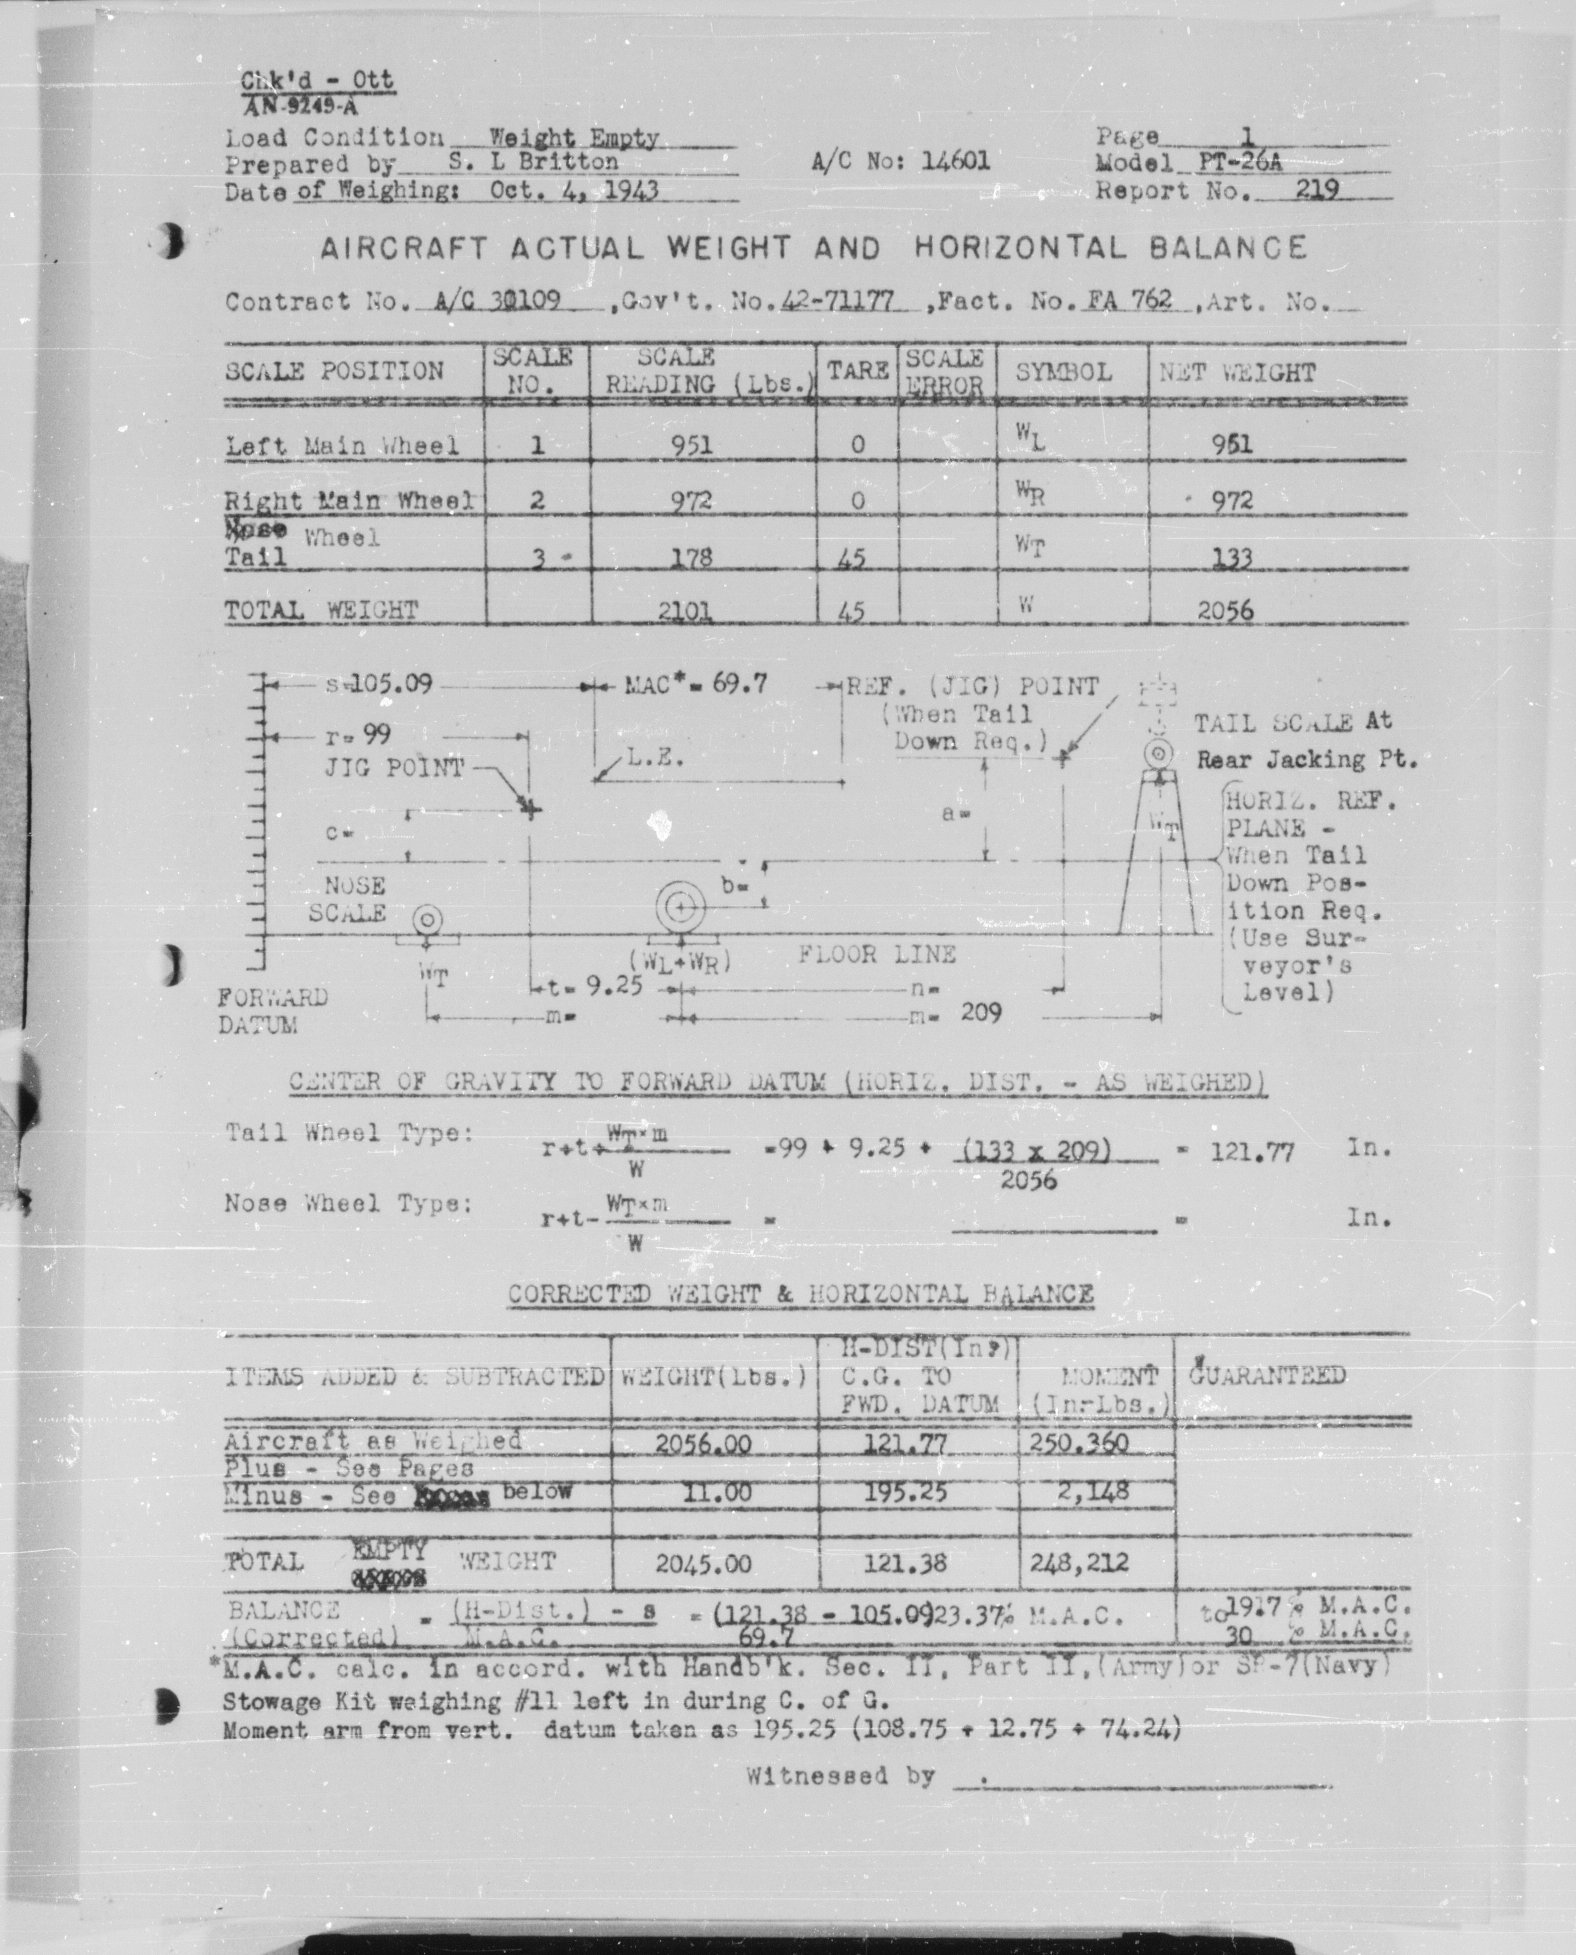 Chk'd - Ott
AN-9249-A
Load Condition Weight Empty Page 1
Prepared by S. L Britton A/C No: 14601 Model PT-26A
Date of Weighing: Oct. 4, 1943 Report No. 219
AIRCRAFT ACTUAL WEIGHT AND HORIZONTAL BALANCE
Contract No. A/C 30109 ,Gov't. No. 42-71177 ,Fact. No. FA 762 ,Art. No.
SCALE POSITION SCALE NO. SCALE READING (Lbs.) TARE SCALE ERROR SYMBOL NET WEIGHT
Left Main Wheel 1 951 0 WL 951
Right Main Wheel 2 972 0 WR 972
Nose Wheel
Tail 3 - 178 45 WT 133
TOTAL WEIGHT 2101 45 W 2056
s=105.09 MAC*= 69.7 REF. (JIG) POINT
(When Tail
Down Req.)
TAIL SCALE At
Rear Jacking Pt.
r= 99
JIG POINT
L.E.
c=
a=
WT
HORIZ. REF.
PLANE -
When Tail
Down Pos-
ition Req.
(Use Sur-
veyor's
Level)
NOSE
SCALE
b=
WT
(WL+WR)
FLOOR LINE
FORWARD
DATUM
t= 9.25 n=
m= m= 209
CENTER OF GRAVITY TO FORWARD DATUM (HORIZ. DIST. - AS WEIGHED)
Tail Wheel Type: r+t+ WT×m / W =99 + 9.25 + (133 x 209) / 2056 = 121.77 In.
Nose Wheel Type: r+t- WT×m / W = = In.
CORRECTED WEIGHT & HORIZONTAL BALANCE
ITEMS ADDED & SUBTRACTED WEIGHT(Lbs.) H-DIST(In.) C.G. TO FWD. DATUM MOMENT (In-Lbs.) GUARANTEED
Aircraft as Weighed 2056.00 121.77 250.360
Plus - See Pages
Minus - See below 11.00 195.25 2,148
TOTAL EMPTY WEIGHT 2045.00 121.38 248,212
BALANCE (Corrected) = (H-Dist.) - s / M.A.C. = (121.38 - 105.09) / 69.7 23.37% M.A.C. 19.7 % M.A.C.
to 30 % M.A.C.
*M.A.C. calc. in accord. with Handb'k. Sec. II, Part II,(Army)or SR-7(Navy)
Stowage Kit weighing #11 left in during C. of G.
Moment arm from vert. datum taken as 195.25 (108.75 + 12.75 + 74.24)
Witnessed by